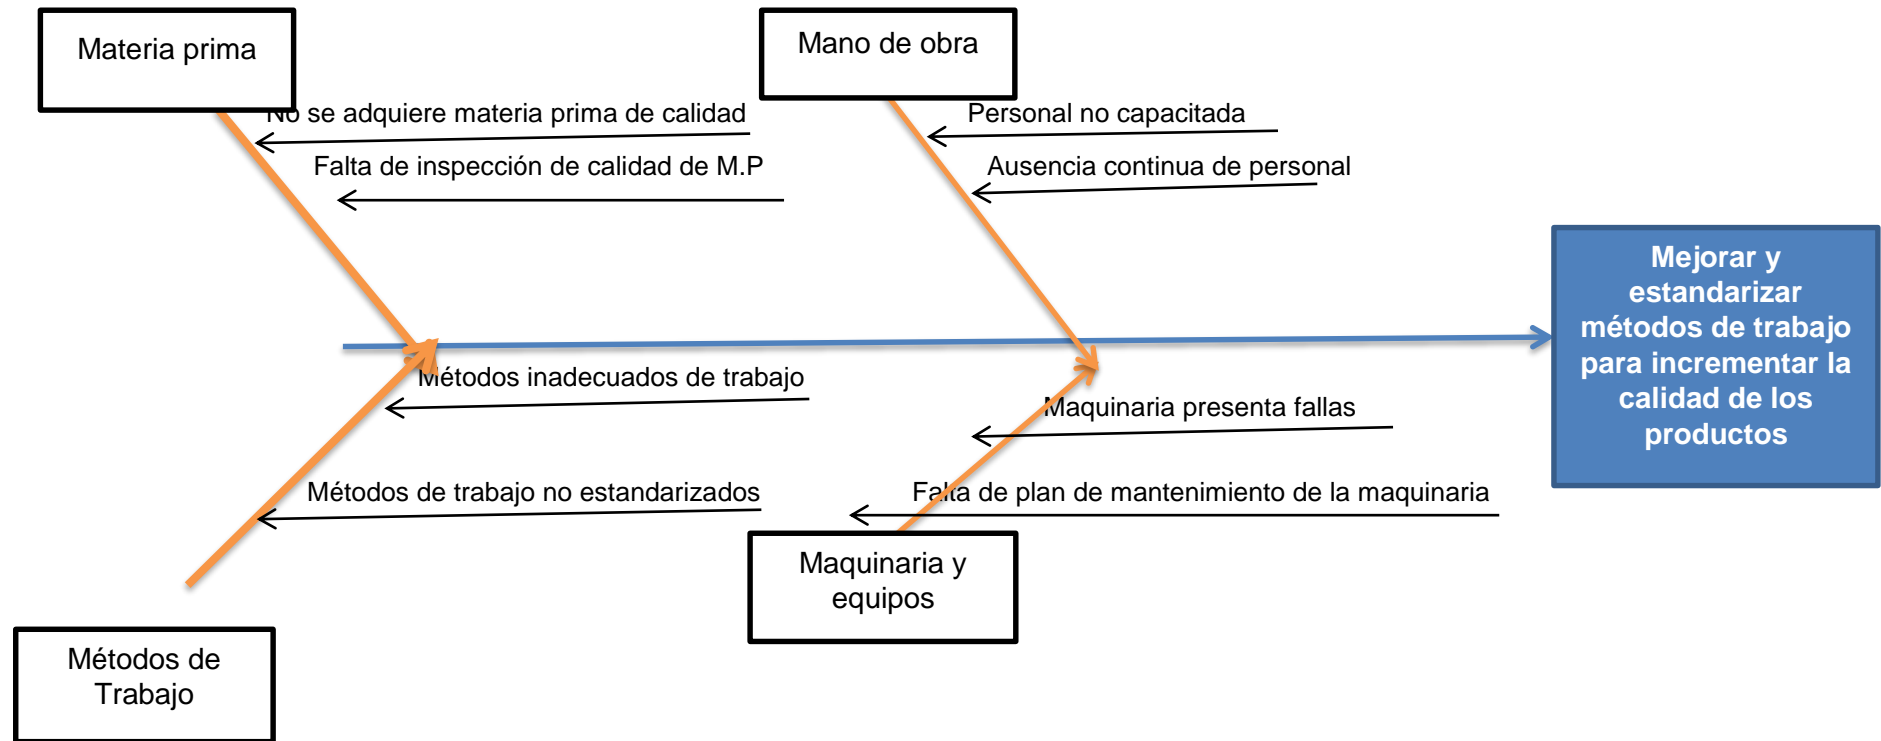 Materia prima
Mano de obra
No se adquiere materia prima de calidad
Personal no capacitada
Falta de inspección de calidad de M.P
Ausencia continua de personal
Mejorar y
estandarizar
métodos de trabajo
para incrementar la
calidad de los
productos
Métodos inadecuados de trabajo
Maquinaria presenta fallas
Métodos de trabajo no estandarizados
Falta de plan de mantenimiento de la maquinaria
Maquinaria y
equipos
Métodos de
Trabajo